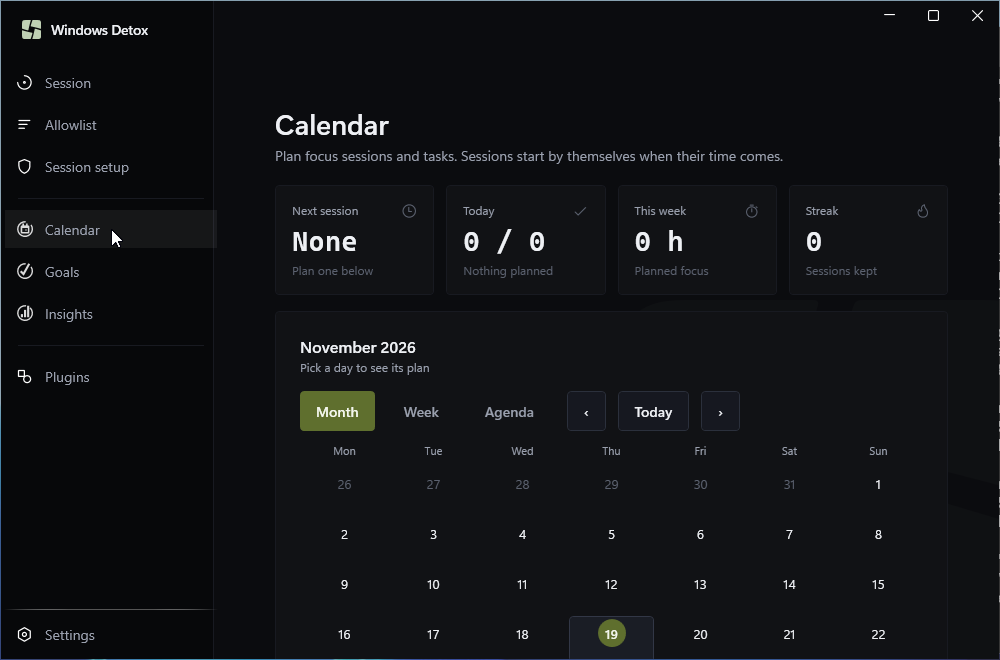 Windows Detox
Session
Allowlist
Session setup
Calendar
Goals
Insights
Plugins
Settings
Calendar
Plan focus sessions and tasks. Sessions start by themselves when their time comes.
Next session
None
Plan one below
Today
0 / 0
Nothing planned
This week
0 h
Planned focus
Streak
0
Sessions kept
November 2026
Pick a day to see its plan
Month Week Agenda ‹ Today ›
Mon Tue Wed Thu Fri Sat Sun
26 27 28 29 30 31 1
2 3 4 5 6 7 8
9 10 11 12 13 14 15
16 17 18 19 20 21 22